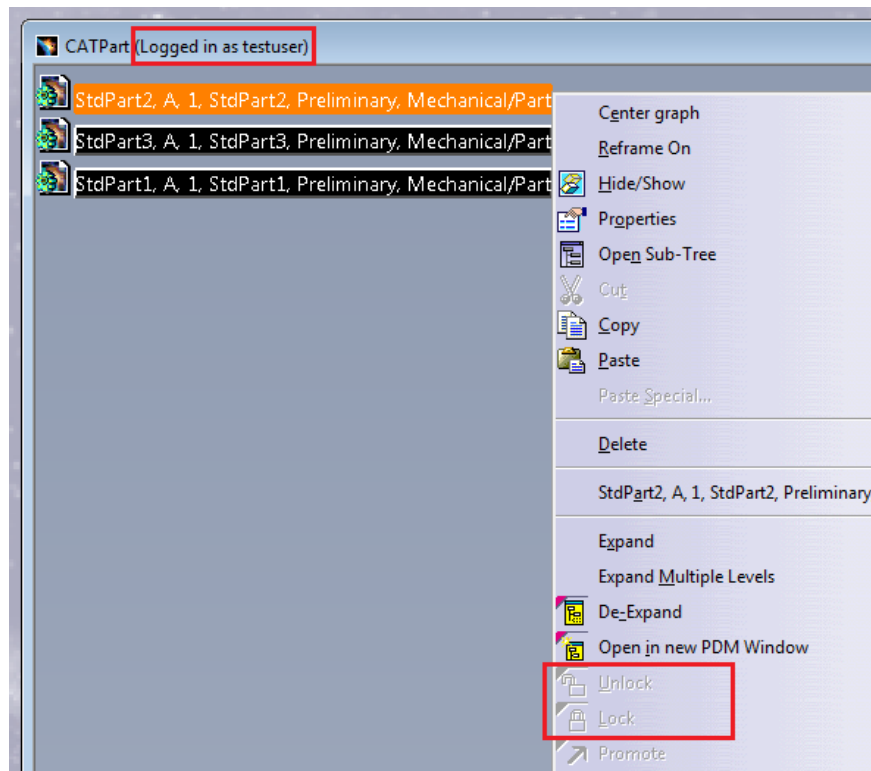 CATPart (Logged in as testuser)
StdPart2, A, 1, StdPart2, Preliminary, Mechanical/Part
StdPart3, A, 1, StdPart3, Preliminary, Mechanical/Part
StdPart1, A, 1, StdPart1, Preliminary, Mechanical/Part
Center graph
Reframe On
Hide/Show
Properties
Open Sub-Tree
Cut
Copy
Paste
Paste Special...
Delete
StdPart2, A, 1, StdPart2, Preliminary
Expand
Expand Multiple Levels
De-Expand
Open in new PDM Window
Unlock
Lock
Promote